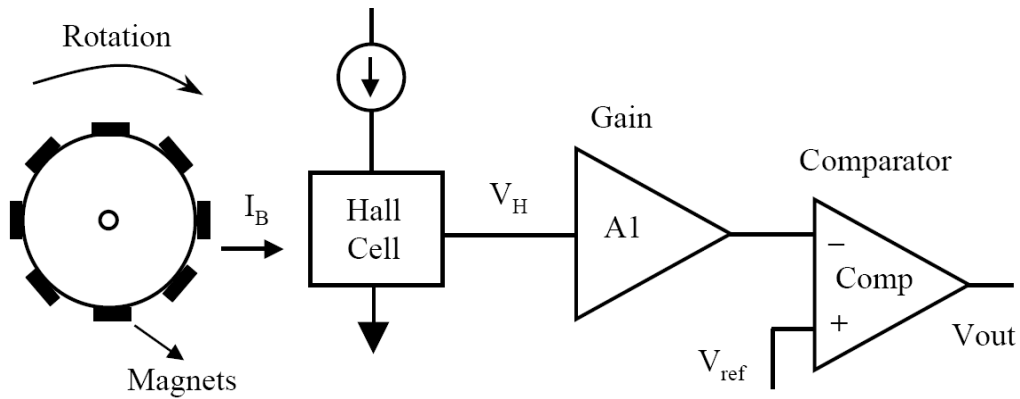 Rotation
Gain
Comparator
I_B
Hall
Cell
V_H
A1
−
Comp
+
V_ref
Vout
Magnets